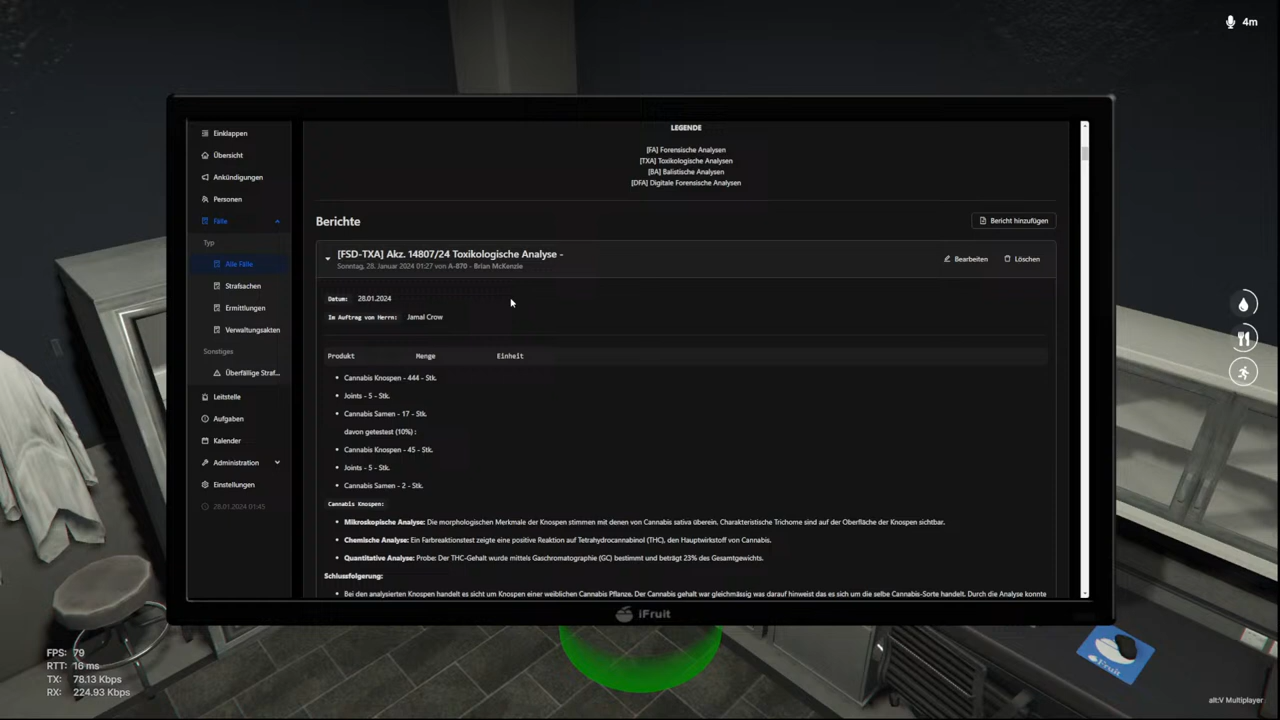 4m
Einklappen
Übersicht
Ankündigungen
Personen
Fälle
Typ
Alle Fälle
Strafsachen
Ermittlungen
Verwaltungsakten
Sonstiges
Überfällige Straf...
Leitstelle
Aufgaben
Kalender
Administration
Einstellungen
28.01.2024 01:45
LEGENDE
[FA] Forensische Analysen
[TXA] Toxikologische Analysen
[BA] Balistische Analysen
[DFA] Digitale Forensische Analysen
Berichte
Bericht hinzufügen
[FSD-TXA] Akz. 14807/24 Toxikologische Analyse -
Sonntag, 28. Januar 2024 01:27 von A-870 - Brian McKenzie
Bearbeiten
Löschen
Datum: 28.01.2024
Im Auftrag von Herrn: Jamal Crow
Produkt Menge Einheit
• Cannabis Knospen - 444 - Stk.
• Joints - 5 - Stk.
• Cannabis Samen - 17 - Stk.
davon getestest (10%) :
• Cannabis Knospen - 45 - Stk.
• Joints - 5 - Stk.
• Cannabis Samen - 2 - Stk.
Cannabis Knospen:
• Mikroskopische Analyse: Die morphologischen Merkmale der Knospen stimmen mit denen von Cannabis sativa überein. Charakteristische Trichome sind auf der Oberfläche der Knospen sichtbar.
• Chemische Analyse: Ein Farbreaktionstest zeigte eine positive Reaktion auf Tetrahydrocannabinol (THC), den Hauptwirkstoff von Cannabis.
• Quantitative Analyse: Probe: Der THC-Gehalt wurde mittels Gaschromatographie (GC) bestimmt und beträgt 23% des Gesamtgewichts.
Schlussfolgerung:
• Bei den analysierten Knospen handelt es sicht um Knospen einer weiblichen Cannabis Pflanze. Der Cannabis gehalt war gleichmässig was darauf hinweist das es sich um die selbe Cannabis-Sorte handelt. Durch die Analyse konnte
iFruit
iFruit
FPS: 79
RTT: 16 ms
TX: 78.13 Kbps
RX: 224.93 Kbps
alt:V Multiplayer